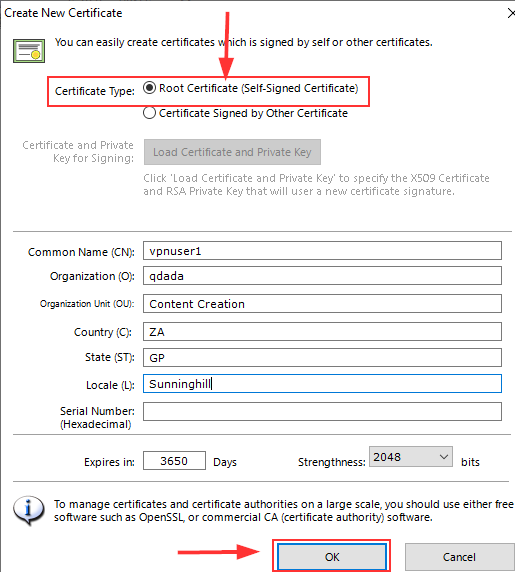 Create New Certificate
You can easily create certificates which is signed by self or other certificates.
Certificate Type: Root Certificate (Self-Signed Certificate)
Certificate Signed by Other Certificate
Certificate and Private
Key for Signing:
Load Certificate and Private Key
Click 'Load Certificate and Private Key' to specify the X509 Certificate
and RSA Private Key that will user a new certificate signature.
Common Name (CN): vpnuser1
Organization (O): qdada
Organization Unit (OU): Content Creation
Country (C): ZA
State (ST): GP
Locale (L): Sunninghill
Serial Number:
(Hexadecimal)
Expires in: 3650 Days Strengthness: 2048 bits
To manage certificates and certificate authorities on a large scale, you should use either free
software such as OpenSSL, or commercial CA (certificate authority) software.
OK Cancel